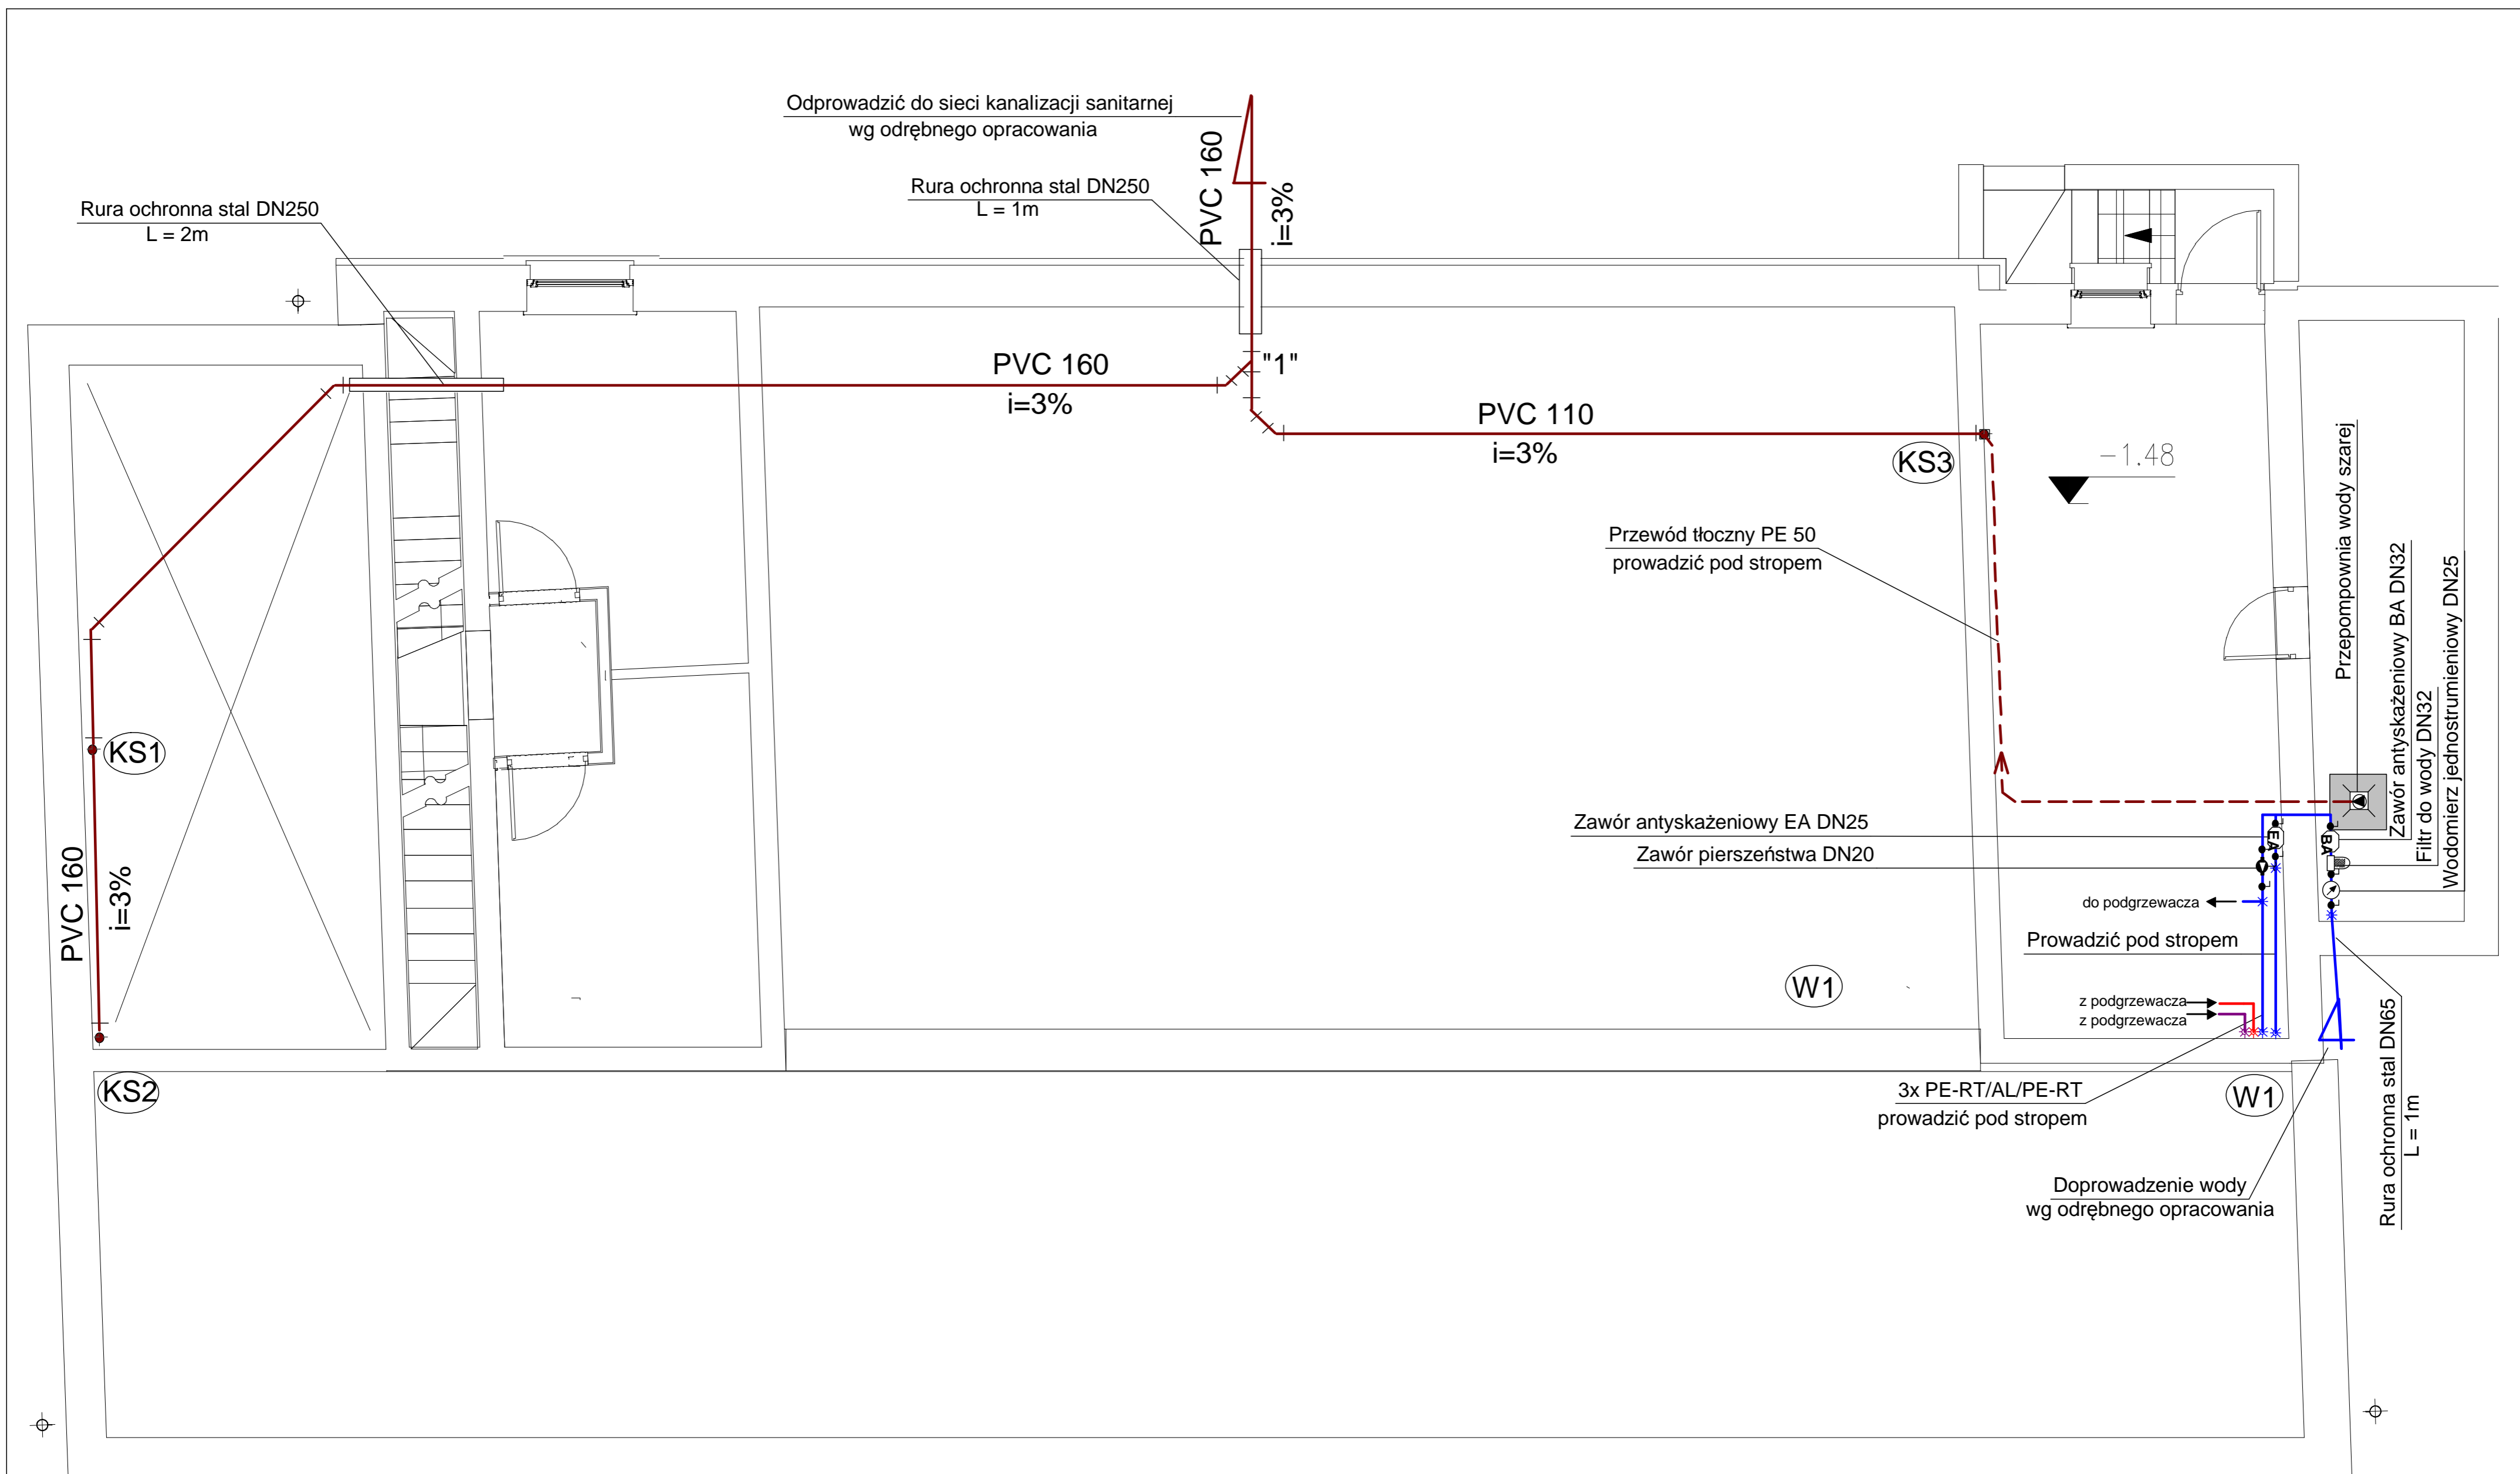 Odprowadzić do sieci kanalizacji sanitarnej
wg odrębnego opracowania
PVC 160
i=3%
Rura ochronna stal DN250
L = 1m
Rura ochronna stal DN250
L = 2m
PVC 160
i=3%
"1"
PVC 110
i=3%
KS3
-1.48
Przewód tłoczny PE 50
prowadzić pod stropem
Przepompownia wody szarej
Zawór antyskażeniowy BA DN32
Filtr do wody DN32
Wodomierz jednostrumieniowy DN25
KS1
PVC 160
i=3%
Zawór antyskażeniowy EA DN25
EA
BA
Zawór pierszeństwa DN20
do podgrzewacza
Prowadzić pod stropem
W1
z podgrzewacza
z podgrzewacza
KS2
3x PE-RT/AL/PE-RT
prowadzić pod stropem
W1
Rura ochronna stal DN65
L = 1m
Doprowadzenie wody
wg odrębnego opracowania